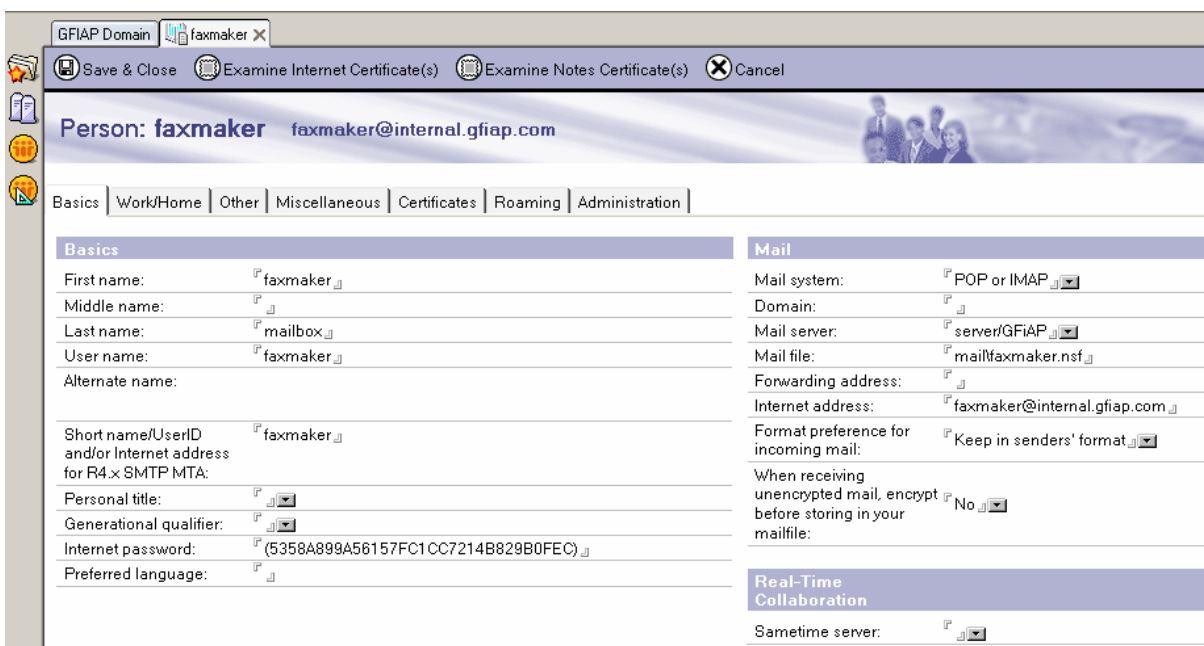 GFIAP Domain faxmaker
Save & Close Examine Internet Certificate(s) Examine Notes Certificate(s) Cancel
Person: faxmaker faxmaker@internal.gfiap.com
Basics Work/Home Other Miscellaneous Certificates Roaming Administration
Basics
First name: faxmaker
Middle name:
Last name: mailbox
User name: faxmaker
Alternate name:
Short name/UserID faxmaker
and/or Internet address
for R4.x SMTP MTA:
Personal title:
Generational qualifier:
Internet password: (5358A899A56157FC1CC7214B829B0FEC)
Preferred language:
Mail
Mail system: POP or IMAP
Domain:
Mail server: server/GFiAP
Mail file: mail\faxmaker.nsf
Forwarding address:
Internet address: faxmaker@internal.gfiap.com
Format preference for
incoming mail: Keep in senders' format
When receiving
unencrypted mail, encrypt No
before storing in your
mailfile:
Real-Time
Collaboration
Sametime server: